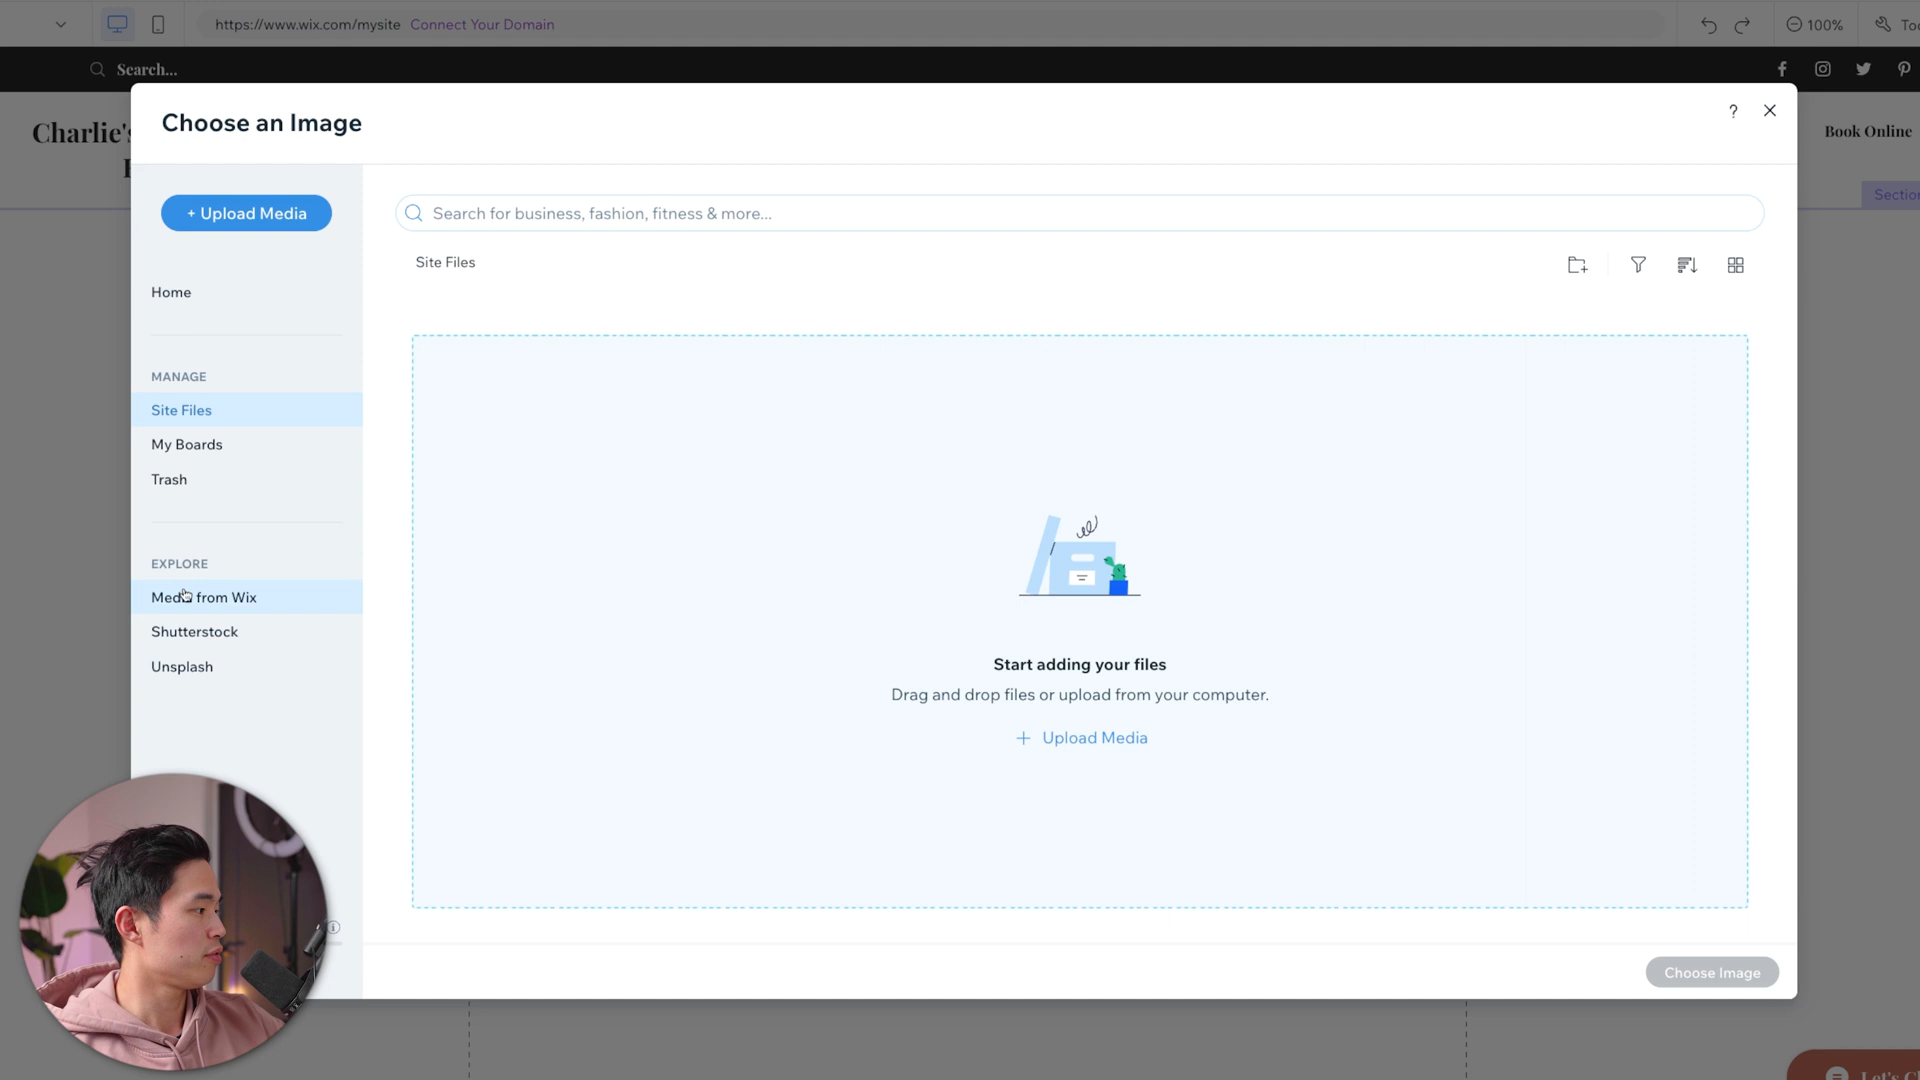 https://www.wix.com/mysite Connect Your Domain
100%
Search...
Charlie's
Book Online
Choose an Image
?
+ Upload Media
Search for business, fashion, fitness & more...
Site Files
Home
MANAGE
Site Files
My Boards
Trash
EXPLORE
Media from Wix
Shutterstock
Unsplash
Start adding your files
Drag and drop files or upload from your computer.
+ Upload Media
Choose Image